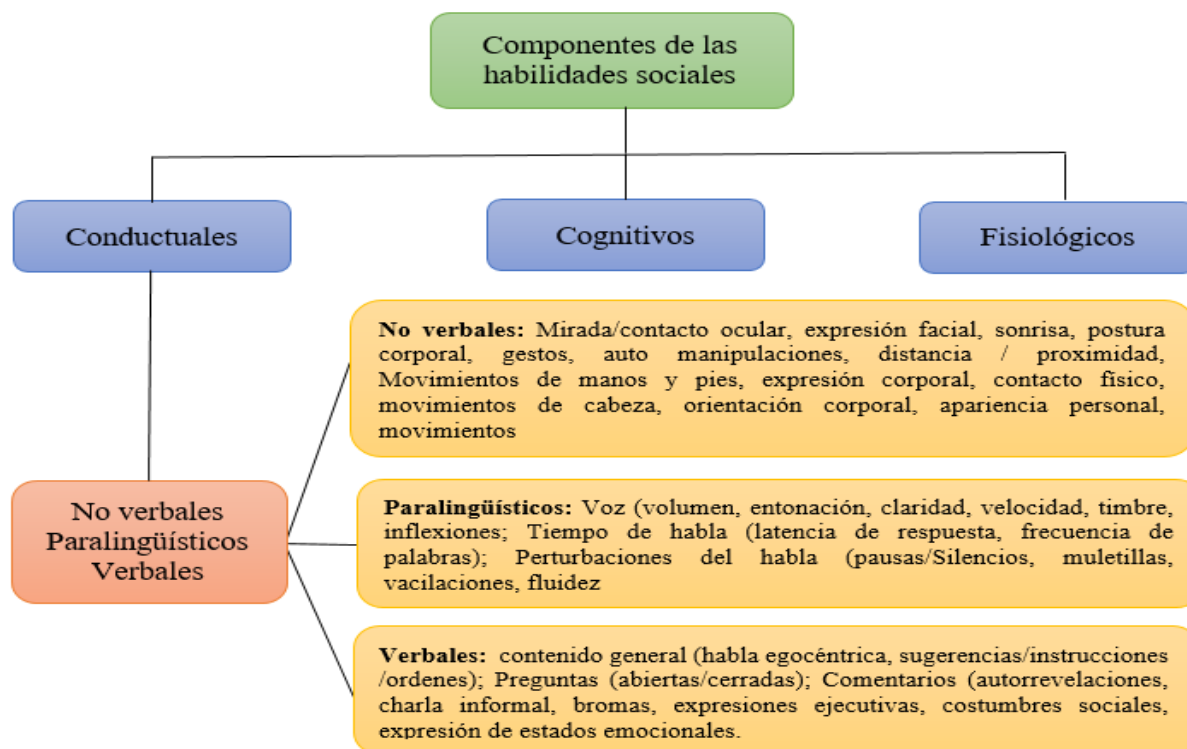 Componentes de las
habilidades sociales
Conductuales
Cognitivos
Fisiológicos
No verbales: Mirada/contacto ocular, expresión facial, sonrisa, postura
corporal, gestos, auto manipulaciones, distancia / proximidad,
Movimientos de manos y pies, expresión corporal, contacto físico,
movimientos de cabeza, orientación corporal, apariencia personal,
movimientos
No verbales
Paralingüísticos
Verbales
Paralingüísticos: Voz (volumen, entonación, claridad, velocidad, timbre,
inflexiones; Tiempo de habla (latencia de respuesta, frecuencia de
palabras); Perturbaciones del habla (pausas/Silencios, muletillas,
vacilaciones, fluidez
Verbales: contenido general (habla egocéntrica, sugerencias/instrucciones
/ordenes); Preguntas (abiertas/cerradas); Comentarios (autorrevelaciones,
charla informal, bromas, expresiones ejecutivas, costumbres sociales,
expresión de estados emocionales.